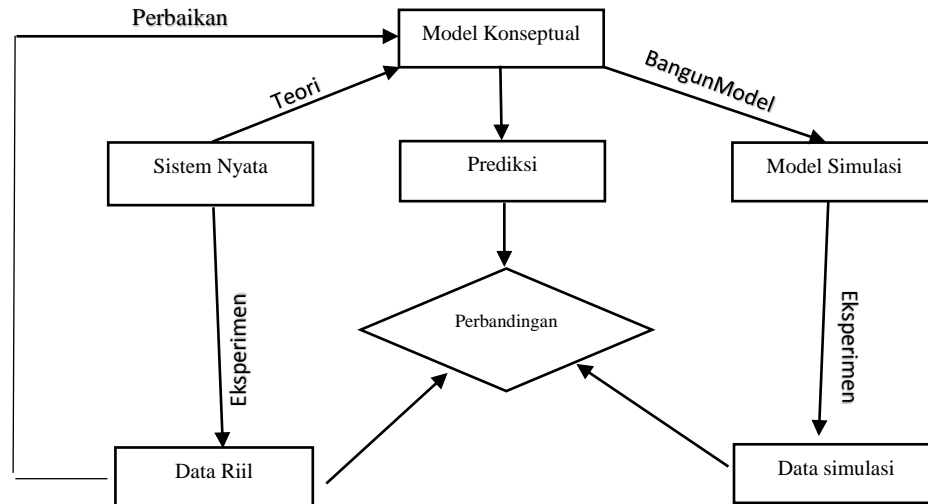 Perbaikan
Model Konseptual
Teori
BangunModel
Sistem Nyata
Prediksi
Model Simulasi
Eksperimen
Perbandingan
Eksperimen
Data Riil
Data simulasi